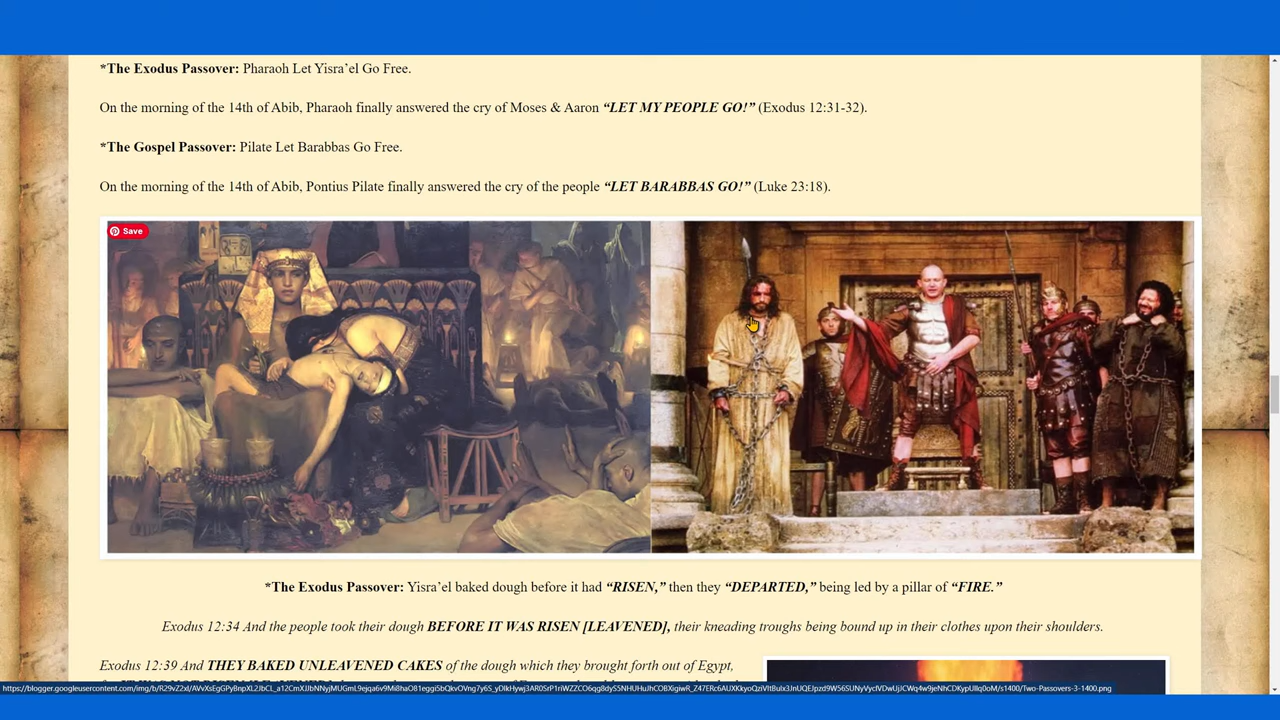 *The Exodus Passover: Pharaoh Let Yisra’el Go Free.
On the morning of the 14th of Abib, Pharaoh finally answered the cry of Moses & Aaron “LET MY PEOPLE GO!” (Exodus 12:31-32).
*The Gospel Passover: Pilate Let Barabbas Go Free.
On the morning of the 14th of Abib, Pontius Pilate finally answered the cry of the people “LET BARABBAS GO!” (Luke 23:18).
Save
*The Exodus Passover: Yisra’el baked dough before it had “RISEN,” then they “DEPARTED,” being led by a pillar of “FIRE.”
Exodus 12:34 And the people took their dough BEFORE IT WAS RISEN [LEAVENED], their kneading troughs being bound up in their clothes upon their shoulders.
Exodus 12:39 And THEY BAKED UNLEAVENED CAKES of the dough which they brought forth out of Egypt,